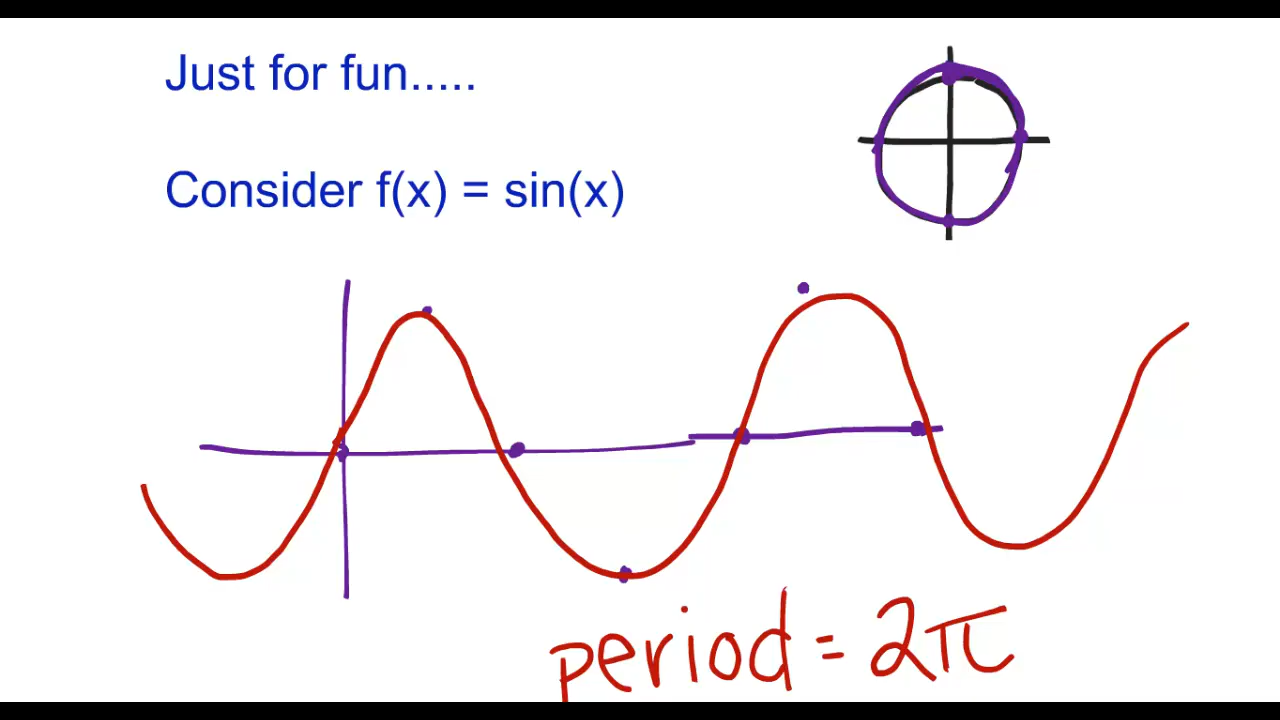 Just for fun.....
Consider f(x) = sin(x)
period = 2π